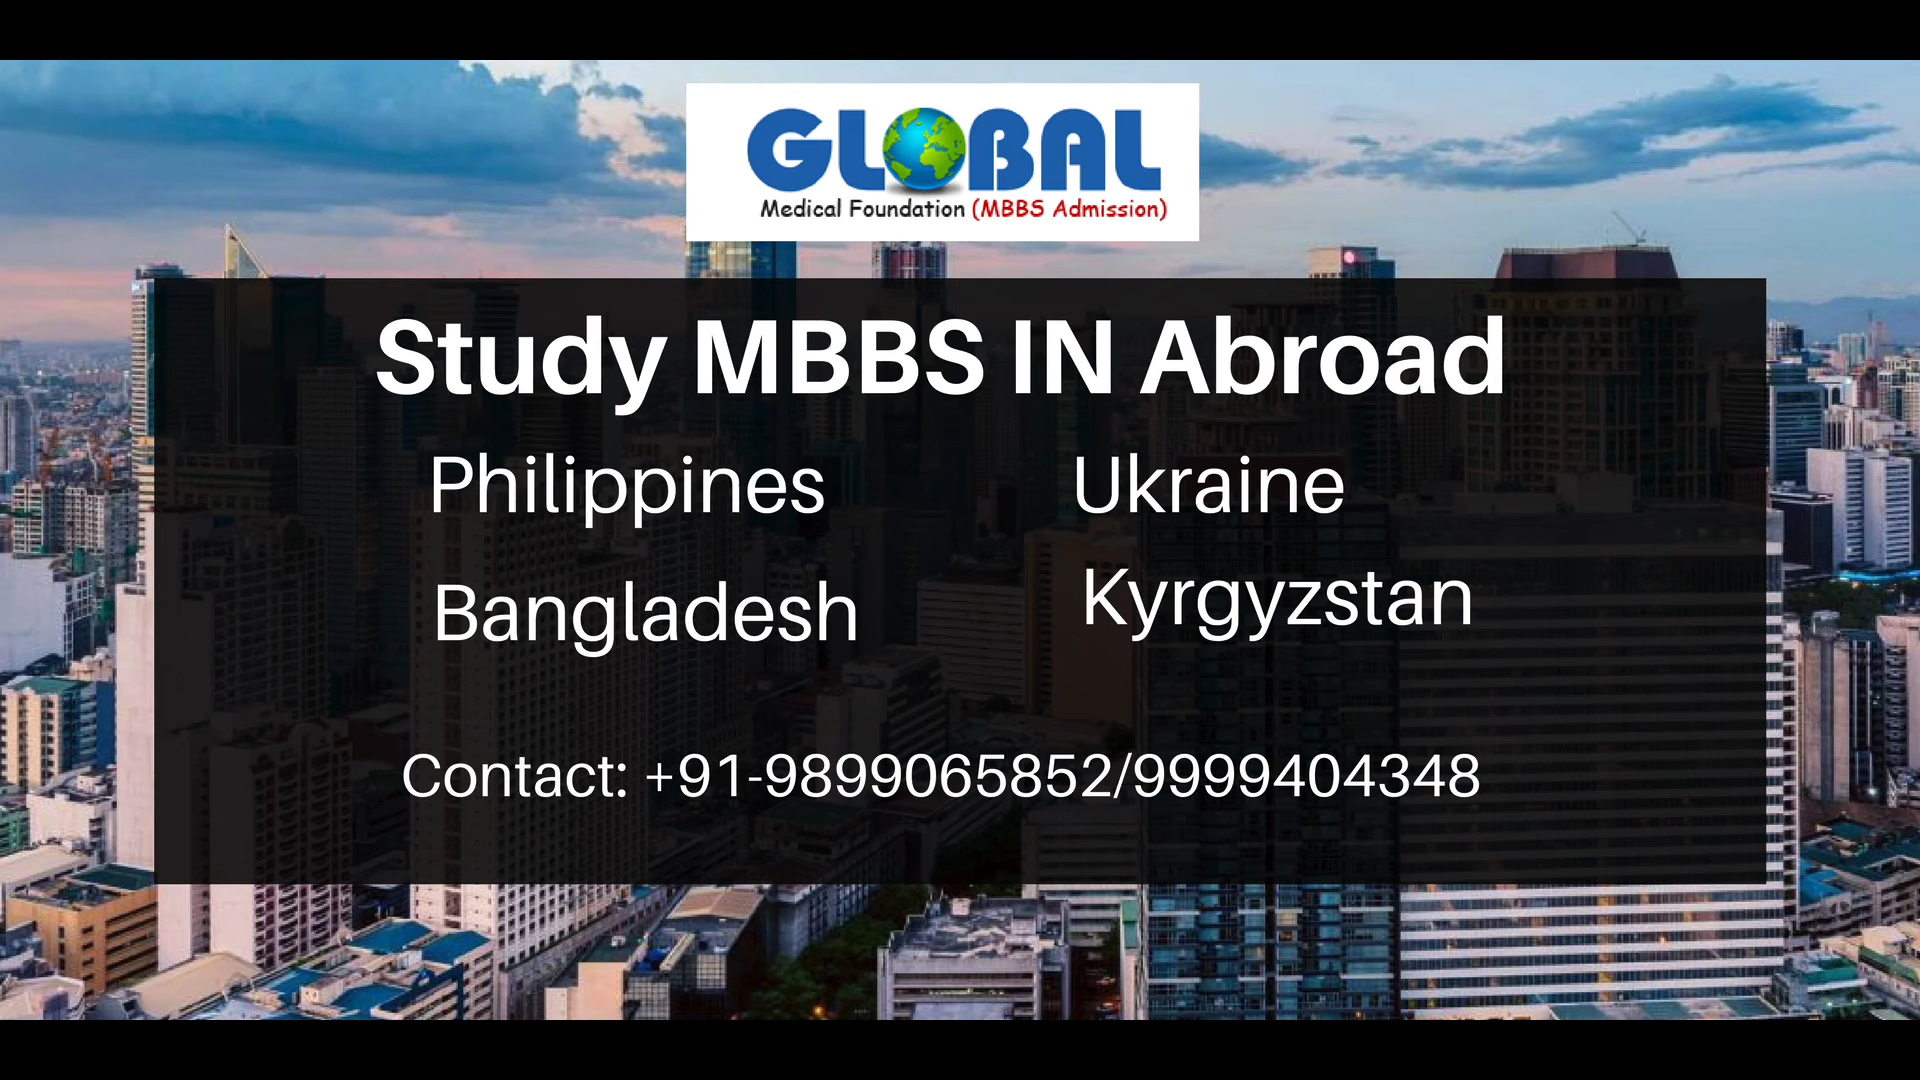 GLOBAL
Medical Foundation (MBBS Admission)
Study MBBS IN Abroad
Philippines
Ukraine
Bangladesh
Kyrgyzstan
Contact: +91-9899065852/9999404348